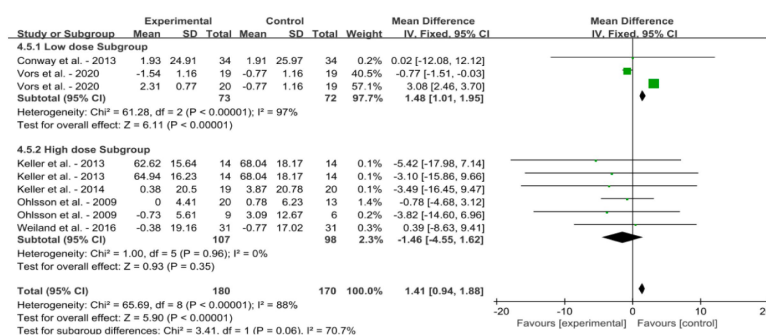 Experimental Control Mean Difference Mean Difference
Study or Subgroup Mean SD Total Mean SD Total Weight IV, Fixed, 95% CI IV, Fixed, 95% CI
4.5.1 Low dose Subgroup
Conway et al. - 2013 1.93 24.91 34 1.91 25.97 34 0.2% 0.02 [-12.08, 12.12]
Vors et al. - 2020 -1.54 1.16 19 -0.77 1.16 19 40.5% -0.77 [-1.51, -0.03]
Vors et al. - 2020 2.31 0.77 20 -0.77 1.16 19 57.1% 3.08 [2.46, 3.70]
Subtotal (95% CI) 73 72 97.7% 1.48 [1.01, 1.95]
Heterogeneity: Chi² = 61.28, df = 2 (P < 0.00001); I² = 97%
Test for overall effect: Z = 6.11 (P < 0.00001)
4.5.2 High dose Subgroup
Keller et al. - 2013 62.62 15.64 14 68.04 18.17 14 0.1% -5.42 [-17.98, 7.14]
Keller et al. - 2013 64.94 16.23 14 68.04 18.17 14 0.1% -3.10 [-15.86, 9.66]
Keller et al. - 2014 0.38 20.5 19 3.87 20.78 20 0.1% -3.49 [-16.45, 9.47]
Ohlsson et al. - 2009 0 4.41 20 0.78 6.23 13 1.4% -0.78 [-4.68, 3.12]
Ohlsson et al. - 2009 -0.73 5.61 9 3.09 12.67 6 0.2% -3.82 [-14.60, 6.96]
Weiland et al. - 2016 -0.38 19.16 31 -0.77 17.02 31 0.3% 0.39 [-8.63, 9.41]
Subtotal (95% CI) 107 98 2.3% -1.46 [-4.55, 1.62]
Heterogeneity: Chi² = 1.00, df = 5 (P = 0.96); I² = 0%
Test for overall effect: Z = 0.93 (P = 0.35)
Total (95% CI) 180 170 100.0% 1.41 [0.94, 1.88]
Heterogeneity: Chi² = 65.69, df = 8 (P < 0.00001); I² = 88%
Test for overall effect: Z = 5.90 (P < 0.00001)
Test for subgroup differences: Chi² = 3.41, df = 1 (P = 0.06), I² = 70.7%
-20 -10 0 10
Favours [experimental] Favours [control]